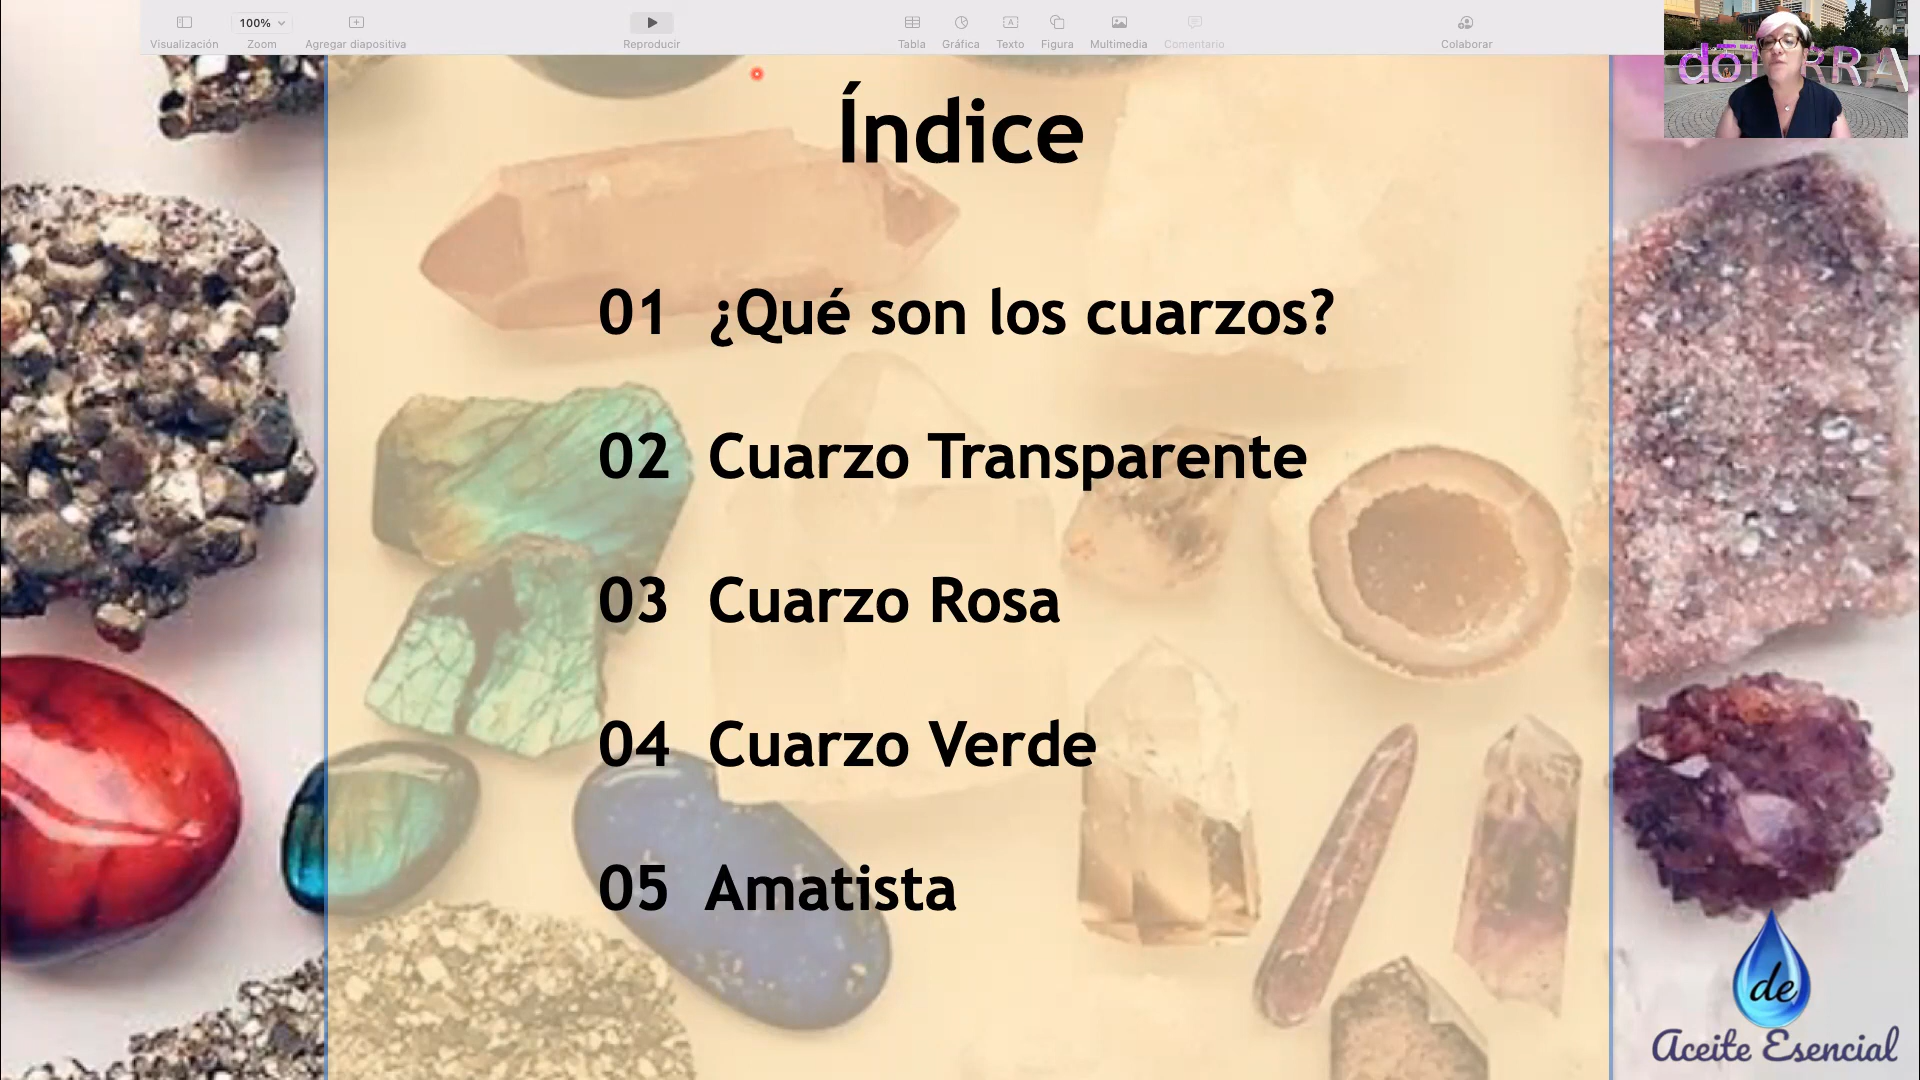 100%
Visualización
Zoom
Agregar diapositiva
Reproducir
Tabla
Gráfica
Texto
Figura
Multimedia
Comentario
Colaborar
Índice
01 ¿Qué son los cuarzos?
02 Cuarzo Transparente
03 Cuarzo Rosa
04 Cuarzo Verde
05 Amatista
de
Aceite Esencial